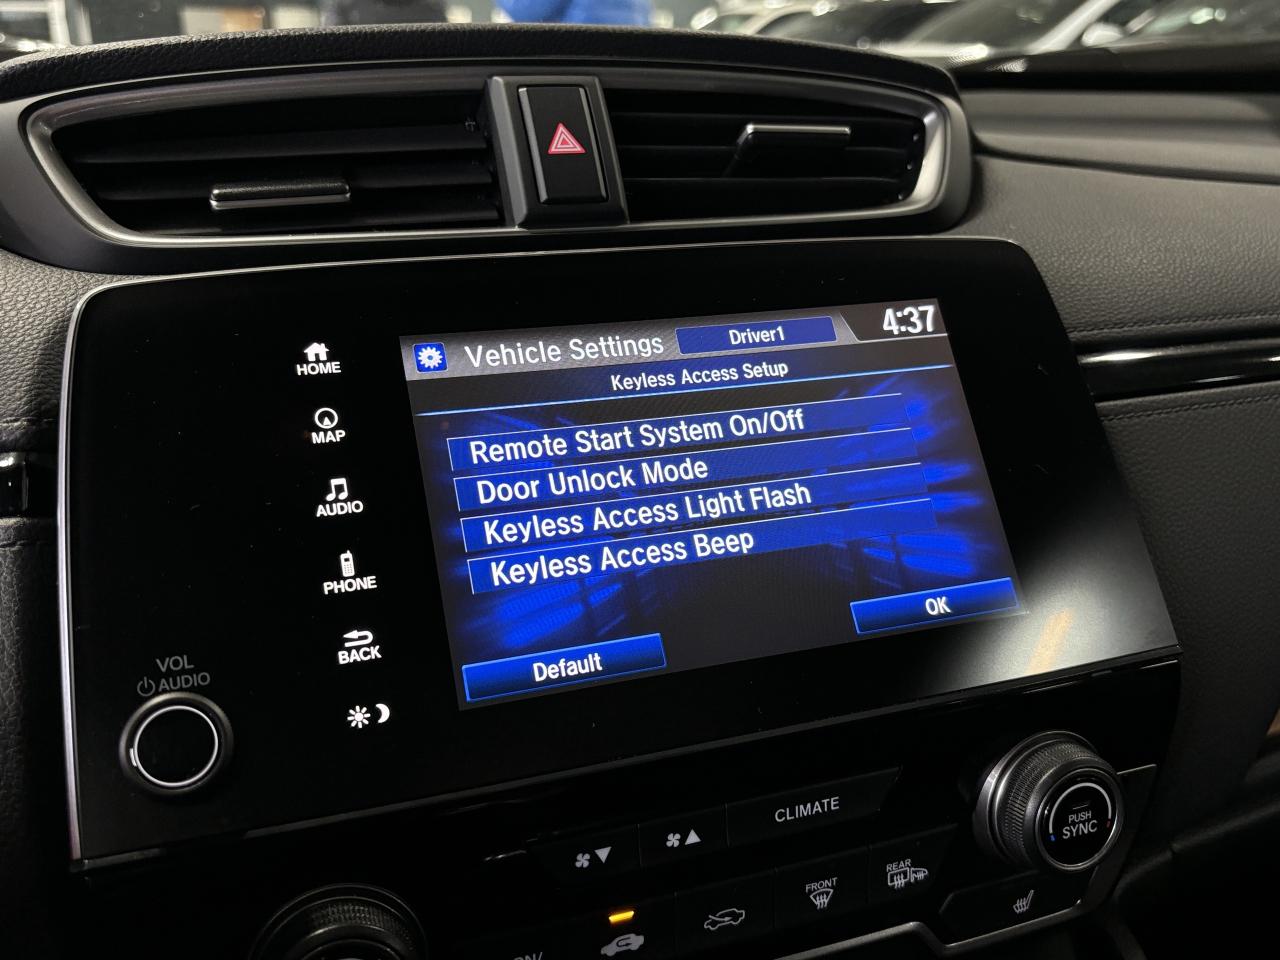 Vehicle Settings
Driver1
4:37
Keyless Access Setup
Remote Start System On/Off
Door Unlock Mode
Keyless Access Light Flash
Keyless Access Beep
OK
Default
HOME
MAP
AUDIO
PHONE
BACK
VOL
AUDIO
CLIMATE
PUSH
SYNC
FRONT
REAR
ON/